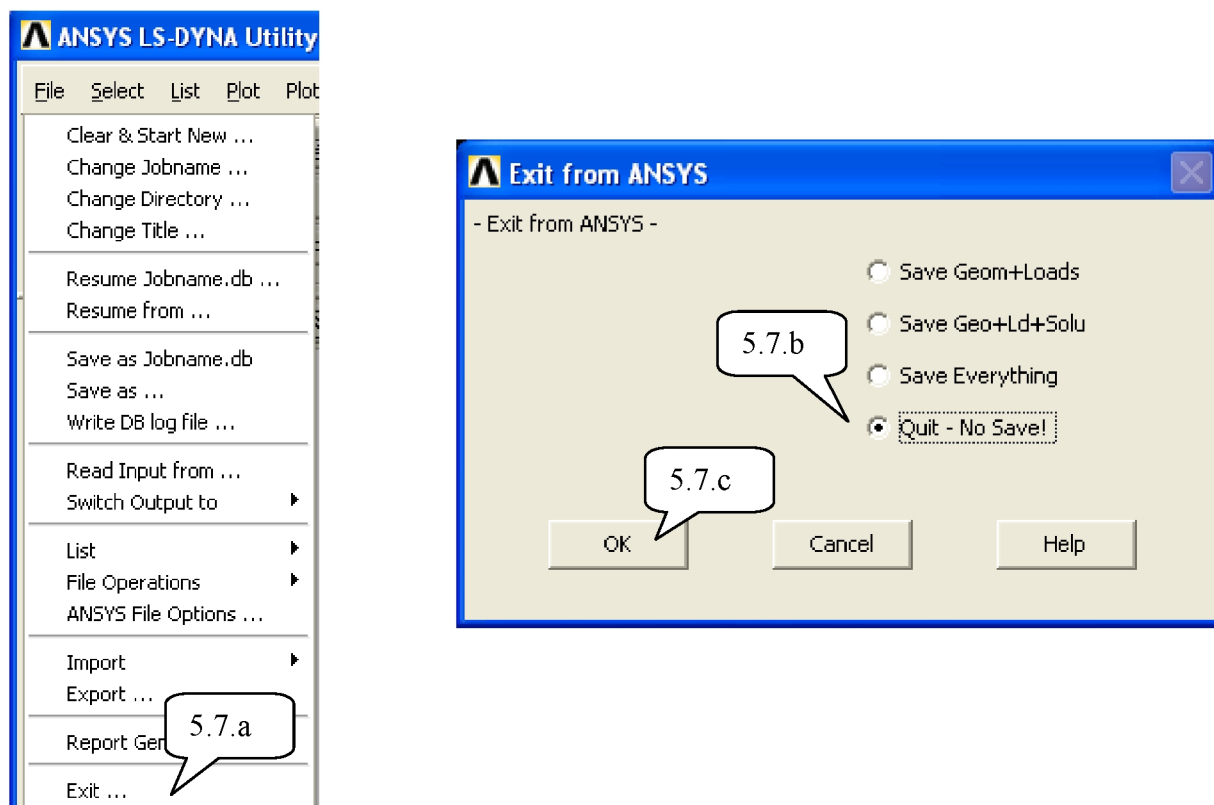 ANSYS LS-DYNA Utility
File Select List Plot Plot
Clear & Start New ...
Change Jobname ...
Change Directory ...
Change Title ...
Resume Jobname.db ...
Resume from ...
Save as Jobname.db
Save as ...
Write DB log file ...
Read Input from ...
Switch Output to
List
File Operations
ANSYS File Options ...
Import
Export ...
Report Ger
Exit ...
5.7.a
Exit from ANSYS
- Exit from ANSYS -
Save Geom+Loads
Save Geo+Ld+Solu
Save Everything
Quit - No Save!
5.7.b
5.7.c
OK Cancel Help